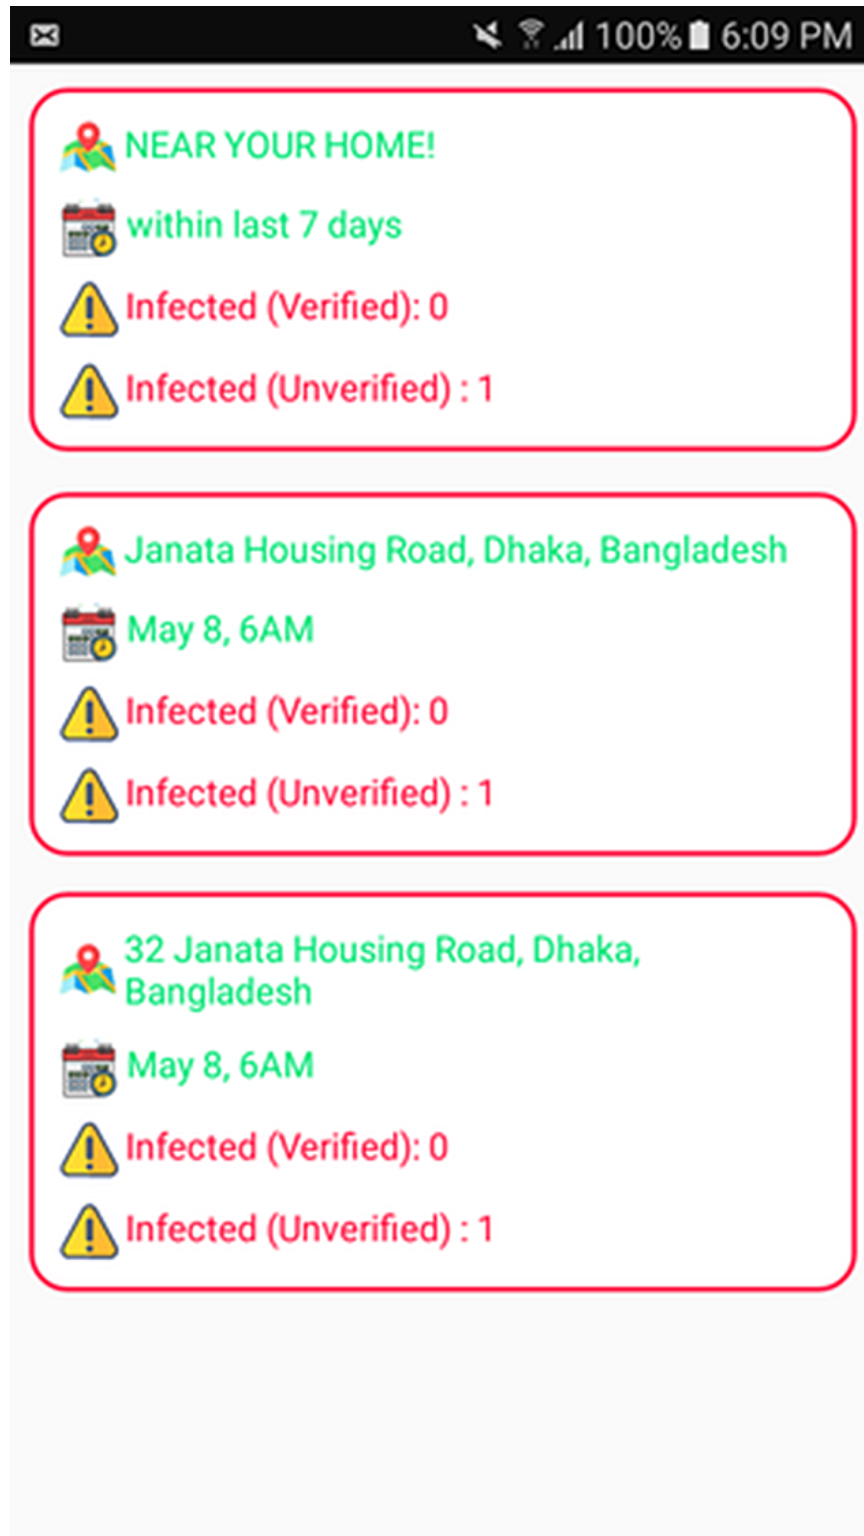 100% 6:09 PM
NEAR YOUR HOME!
within last 7 days
Infected (Verified): 0
Infected (Unverified) : 1
Janata Housing Road, Dhaka, Bangladesh
May 8, 6AM
Infected (Verified): 0
Infected (Unverified) : 1
32 Janata Housing Road, Dhaka,
Bangladesh
May 8, 6AM
Infected (Verified): 0
Infected (Unverified) : 1